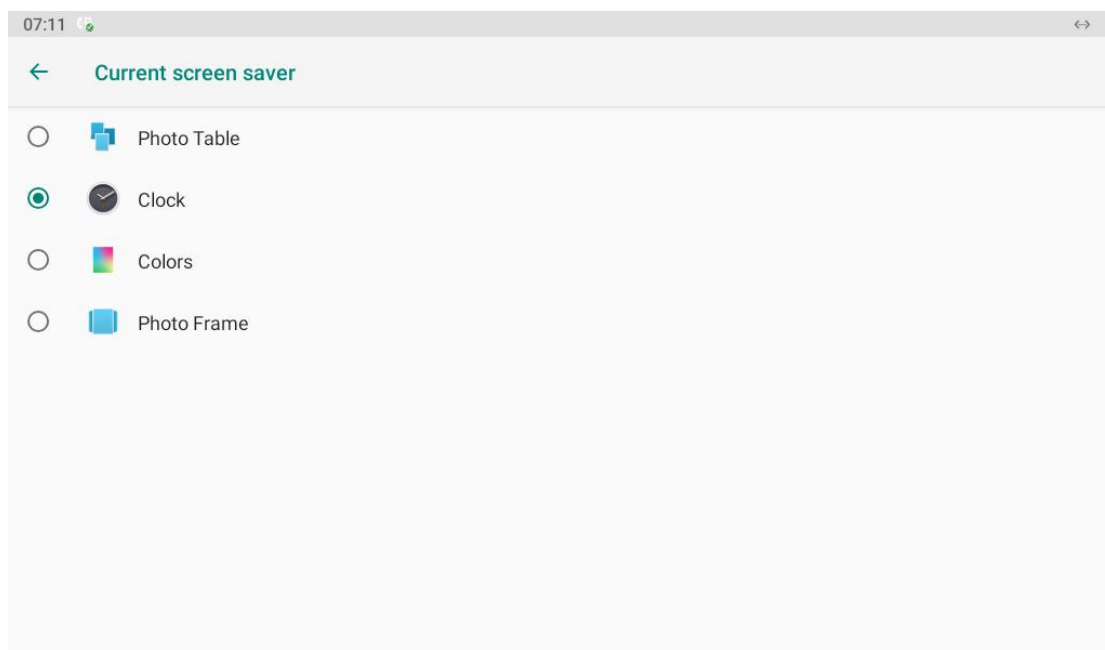 07:11
Current screen saver
Photo Table
Clock
Colors
Photo Frame